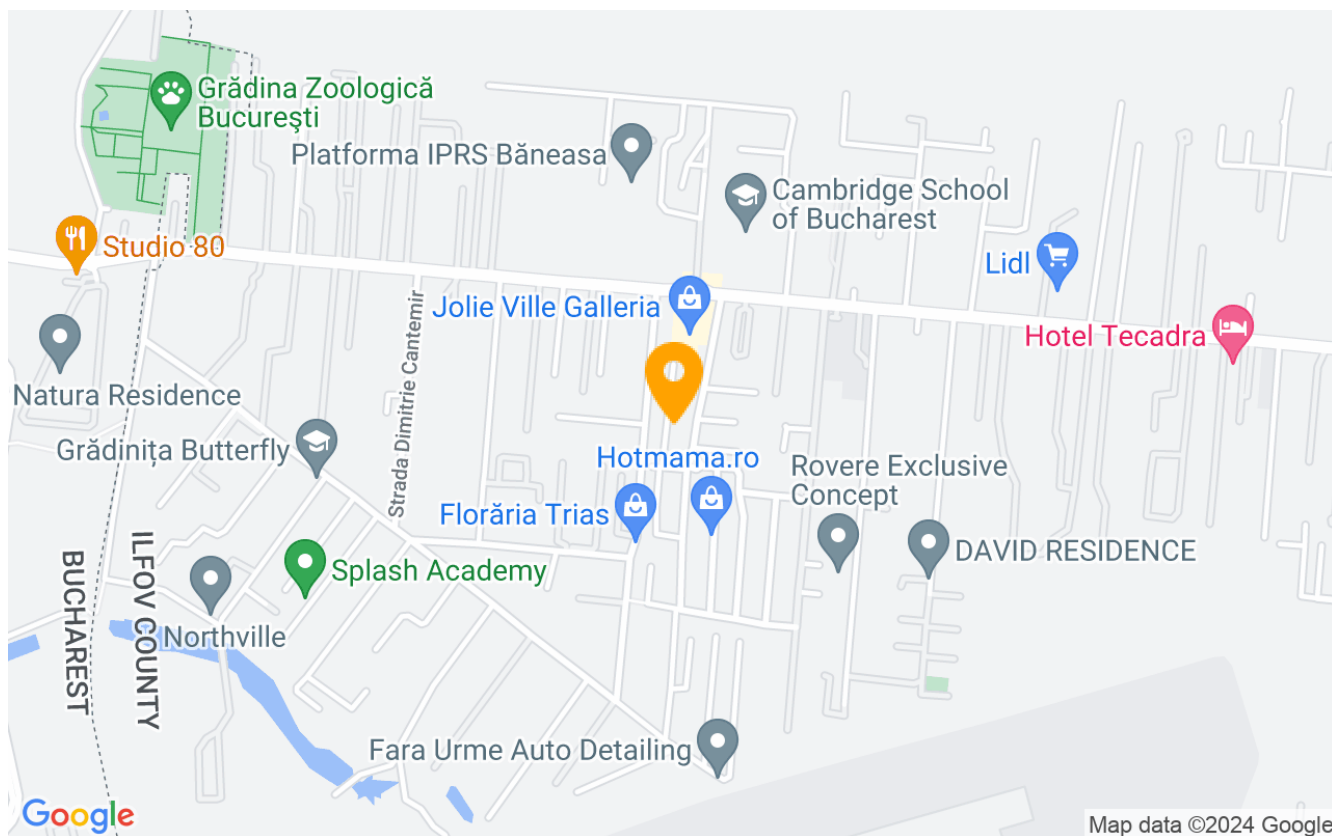 Grădina Zoologică
București
Platforma IPRS Băneasa
Cambridge School
of Bucharest
Studio 80
Lidl
Jolie Ville Galleria
Hotel Tecadra
Strada Dimitrie Cantemir
Natura Residence
Grădinița Butterfly
Hotmama.ro
Rovere Exclusive
Concept
Florăria Trias
DAVID RESIDENCE
Splash Academy
BUCHAREST
ILFOV COUNTY
Northville
Fara Urme Auto Detailing
Google
Map data ©2024 Google